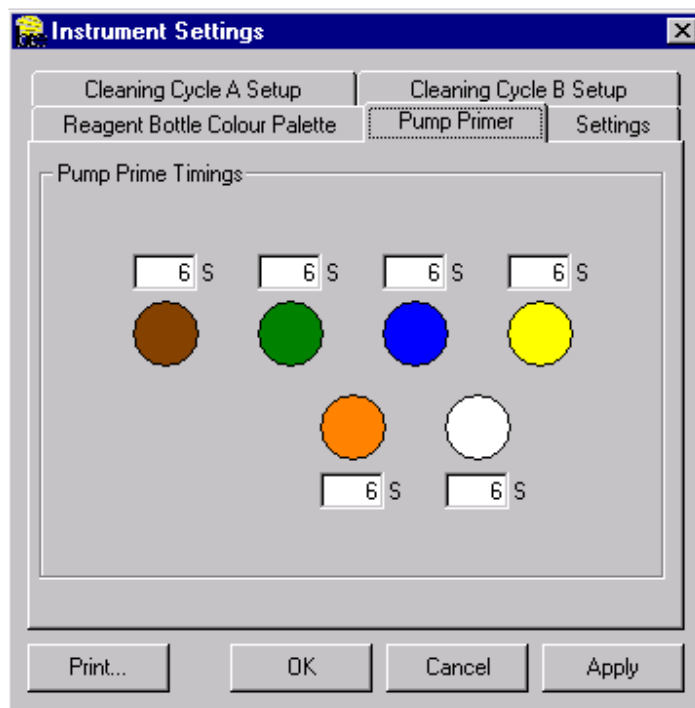 Instrument Settings
Cleaning Cycle A Setup Cleaning Cycle B Setup
Reagent Bottle Colour Palette Pump Primer Settings
Pump Prime Timings
6 S 6 S 6 S 6 S
6 S 6 S
Print... OK Cancel Apply